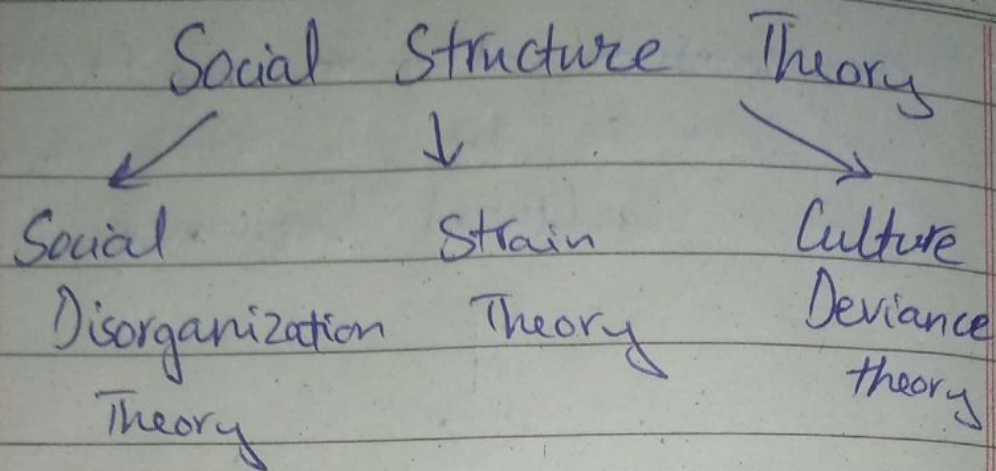 Social Structure Theory
Social Strain Culture
Disorganization Theory Deviance
Theory theory